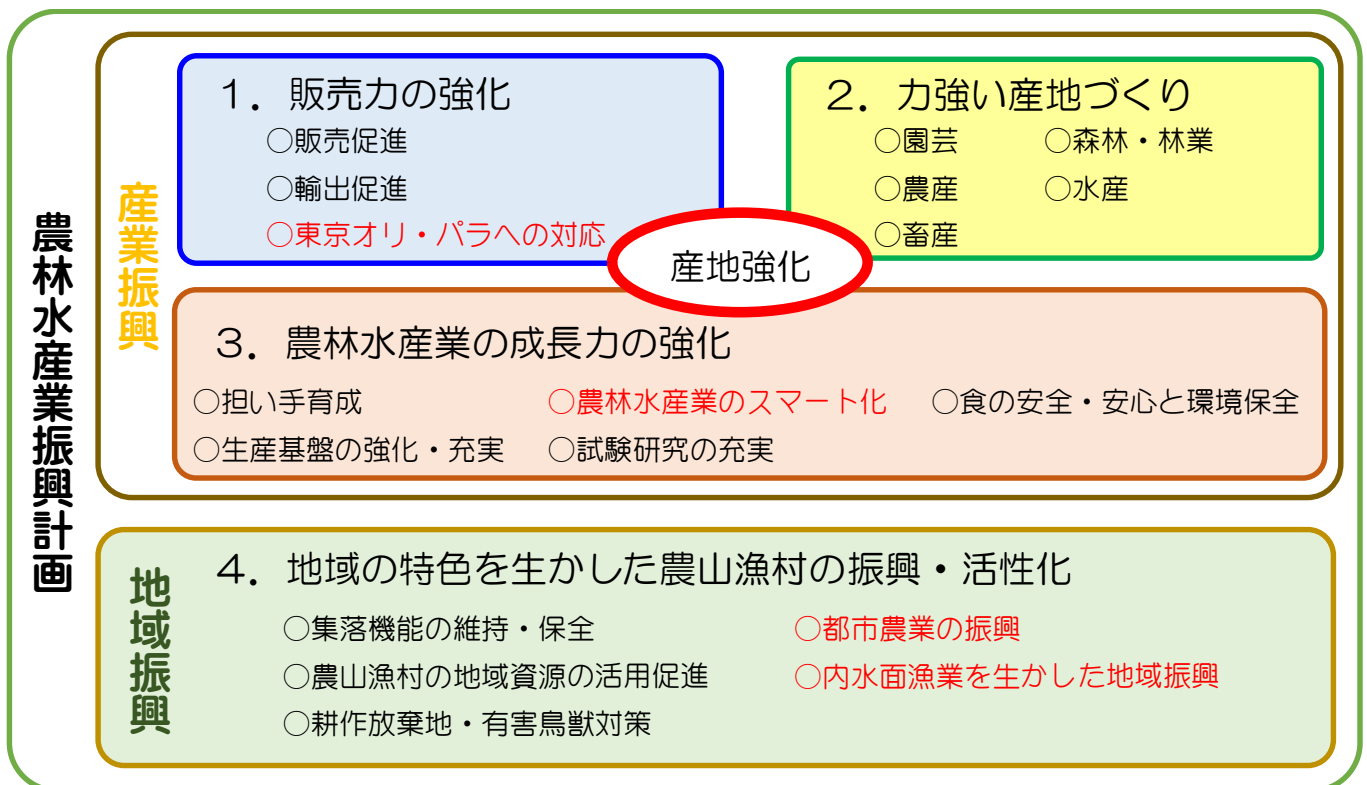 農林水産業振興計画
産業振興
１．販売力の強化
○販売促進
○輸出促進
○東京オリ・パラへの対応
２．力強い産地づくり
○園芸　○森林・林業
○農産　○水産
○畜産
産地強化
３．農林水産業の成長力の強化
○担い手育成　○農林水産業のスマート化　○食の安全・安心と環境保全
○生産基盤の強化・充実　○試験研究の充実
地域振興
４．地域の特色を生かした農山漁村の振興・活性化
○集落機能の維持・保全　○都市農業の振興
○農山漁村の地域資源の活用促進　○内水面漁業を生かした地域振興
○耕作放棄地・有害鳥獣対策